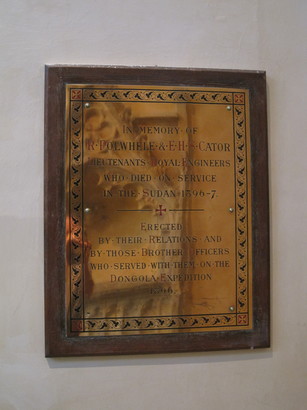 IN MEMORY OF
R·POLWHELE & E·H·S·CATOR
LIEUTENANTS ROYAL ENGINEERS
WHO DIED ON SERVICE
IN THE SUDAN 1896-7.
ERECTED
BY THEIR RELATIONS AND
BY THOSE BROTHER OFFICERS
WHO SERVED WITH THEM ON THE
DONGOLA EXPEDITION
1896.